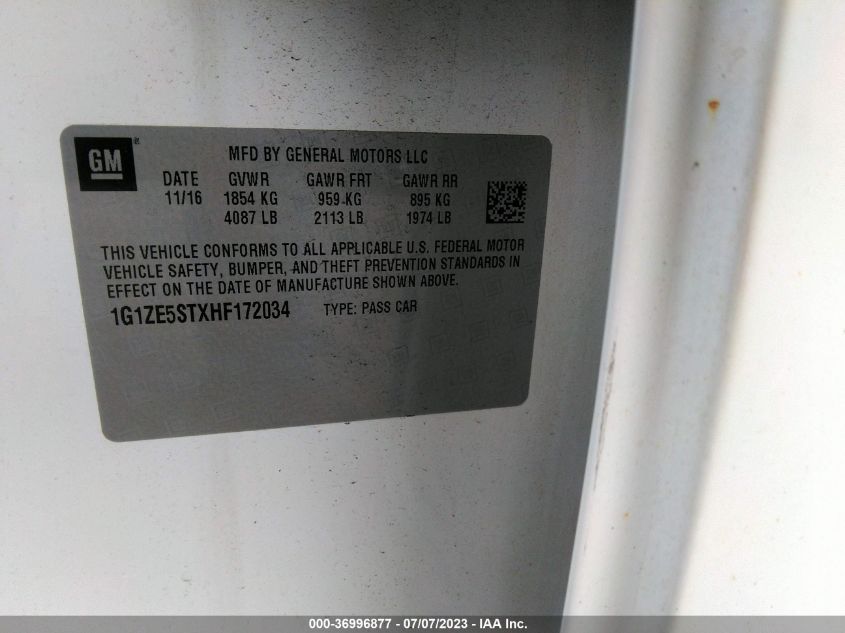 GM
MFD BY GENERAL MOTORS LLC
DATE GVWR GAWR FRT GAWR RR
11/16 1854 KG 959 KG 895 KG
4087 LB 2113 LB 1974 LB
THIS VEHICLE CONFORMS TO ALL APPLICABLE U.S. FEDERAL MOTOR
VEHICLE SAFETY, BUMPER, AND THEFT PREVENTION STANDARDS IN
EFFECT ON THE DATE OF MANUFACTURE SHOWN ABOVE.
1G1ZE5STXHF172034 TYPE: PASS CAR
000-36996877 - 07/07/2023 - IAA Inc.